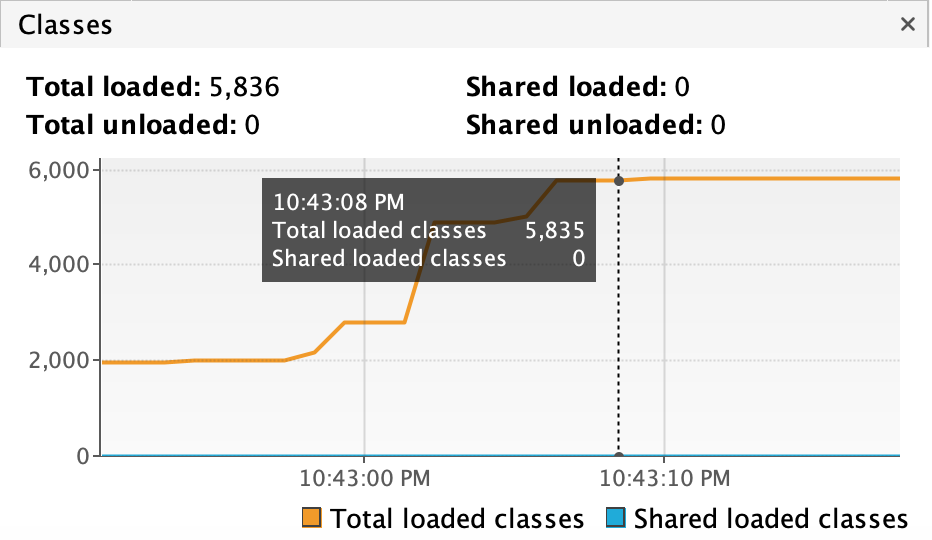 Classes
Total loaded: 5,836
Shared loaded: 0
Total unloaded: 0
Shared unloaded: 0
6,000
4,000
2,000
0
10:43:08 PM
Total loaded classes 5,835
Shared loaded classes 0
10:43:00 PM
10:43:10 PM
Total loaded classes
Shared loaded classes